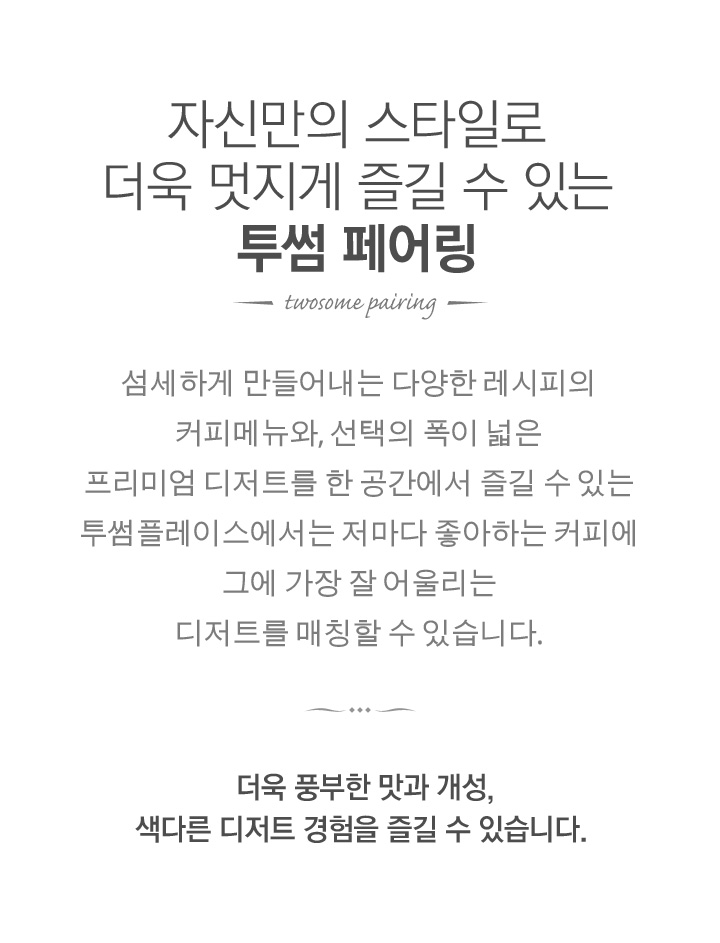 자신만의 스타일로
더욱 멋지게 즐길 수 있는
투썸 페어링
twosome pairing
섬세하게 만들어내는 다양한 레시피의
커피메뉴와, 선택의 폭이 넓은
프리미엄 디저트를 한 공간에서 즐길 수 있는
투썸플레이스에서는 저마다 좋아하는 커피에
그에 가장 잘 어울리는
디저트를 매칭할 수 있습니다.
더욱 풍부한 맛과 개성,
색다른 디저트 경험을 즐길 수 있습니다.